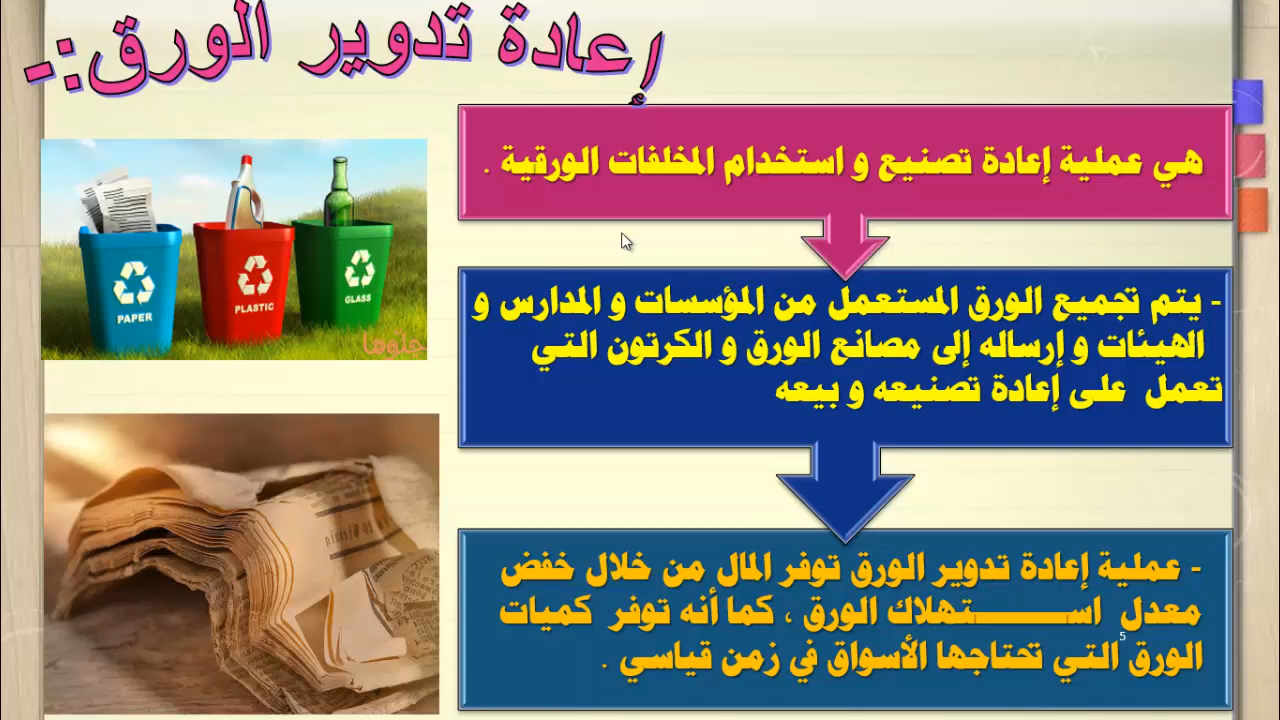 إعادة تدوير الورق:-
هي عملية إعادة تصنيع و استخدام المخلفات الورقية .
- يتم تجميع الورق المستعمل من المؤسسات و المدارس و
الهيئات و إرساله إلى مصانع الورق و الكرتون التي
تعمل على إعادة تصنيعه و بيعه
- عملية إعادة تدوير الورق توفر المال من خلال خفض
معدل استهلاك الورق ، كما أنه توفر كميات
الورق التي تحتاجها الأسواق في زمن قياسي .
5
PAPER
PLASTIC
GLASS
حلوها